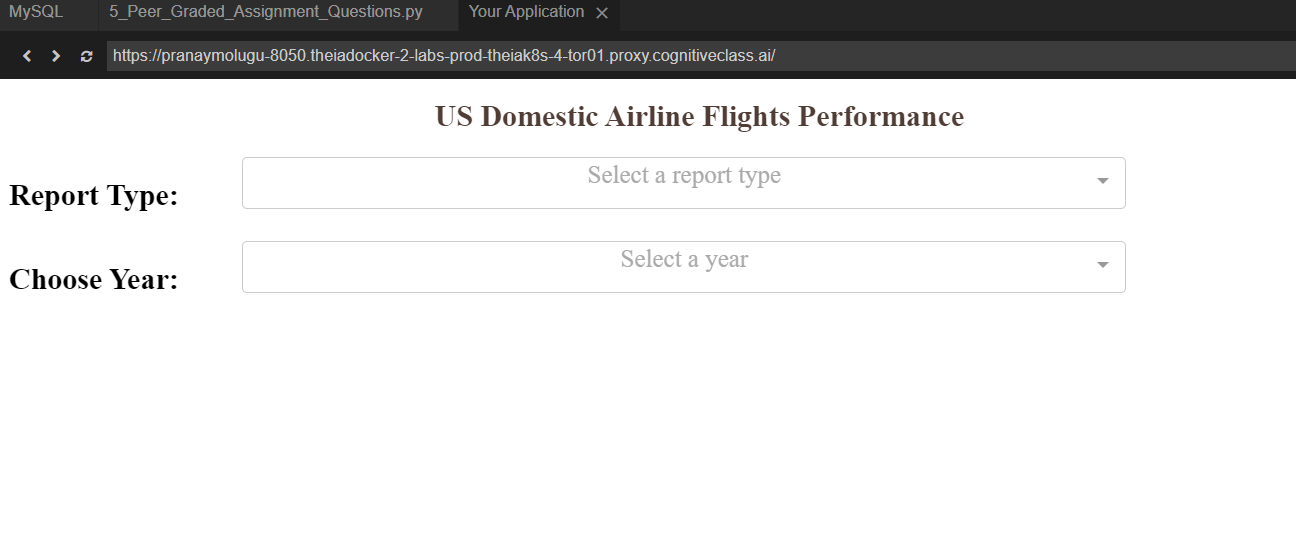 MySQL 5_Peer_Graded_Assignment_Questions.py Your Application
https://pranaymolugu-8050.theiadocker-2-labs-prod-theiak8s-4-tor01.proxy.cognitiveclass.ai/
US Domestic Airline Flights Performance
Report Type: Select a report type
Choose Year: Select a year